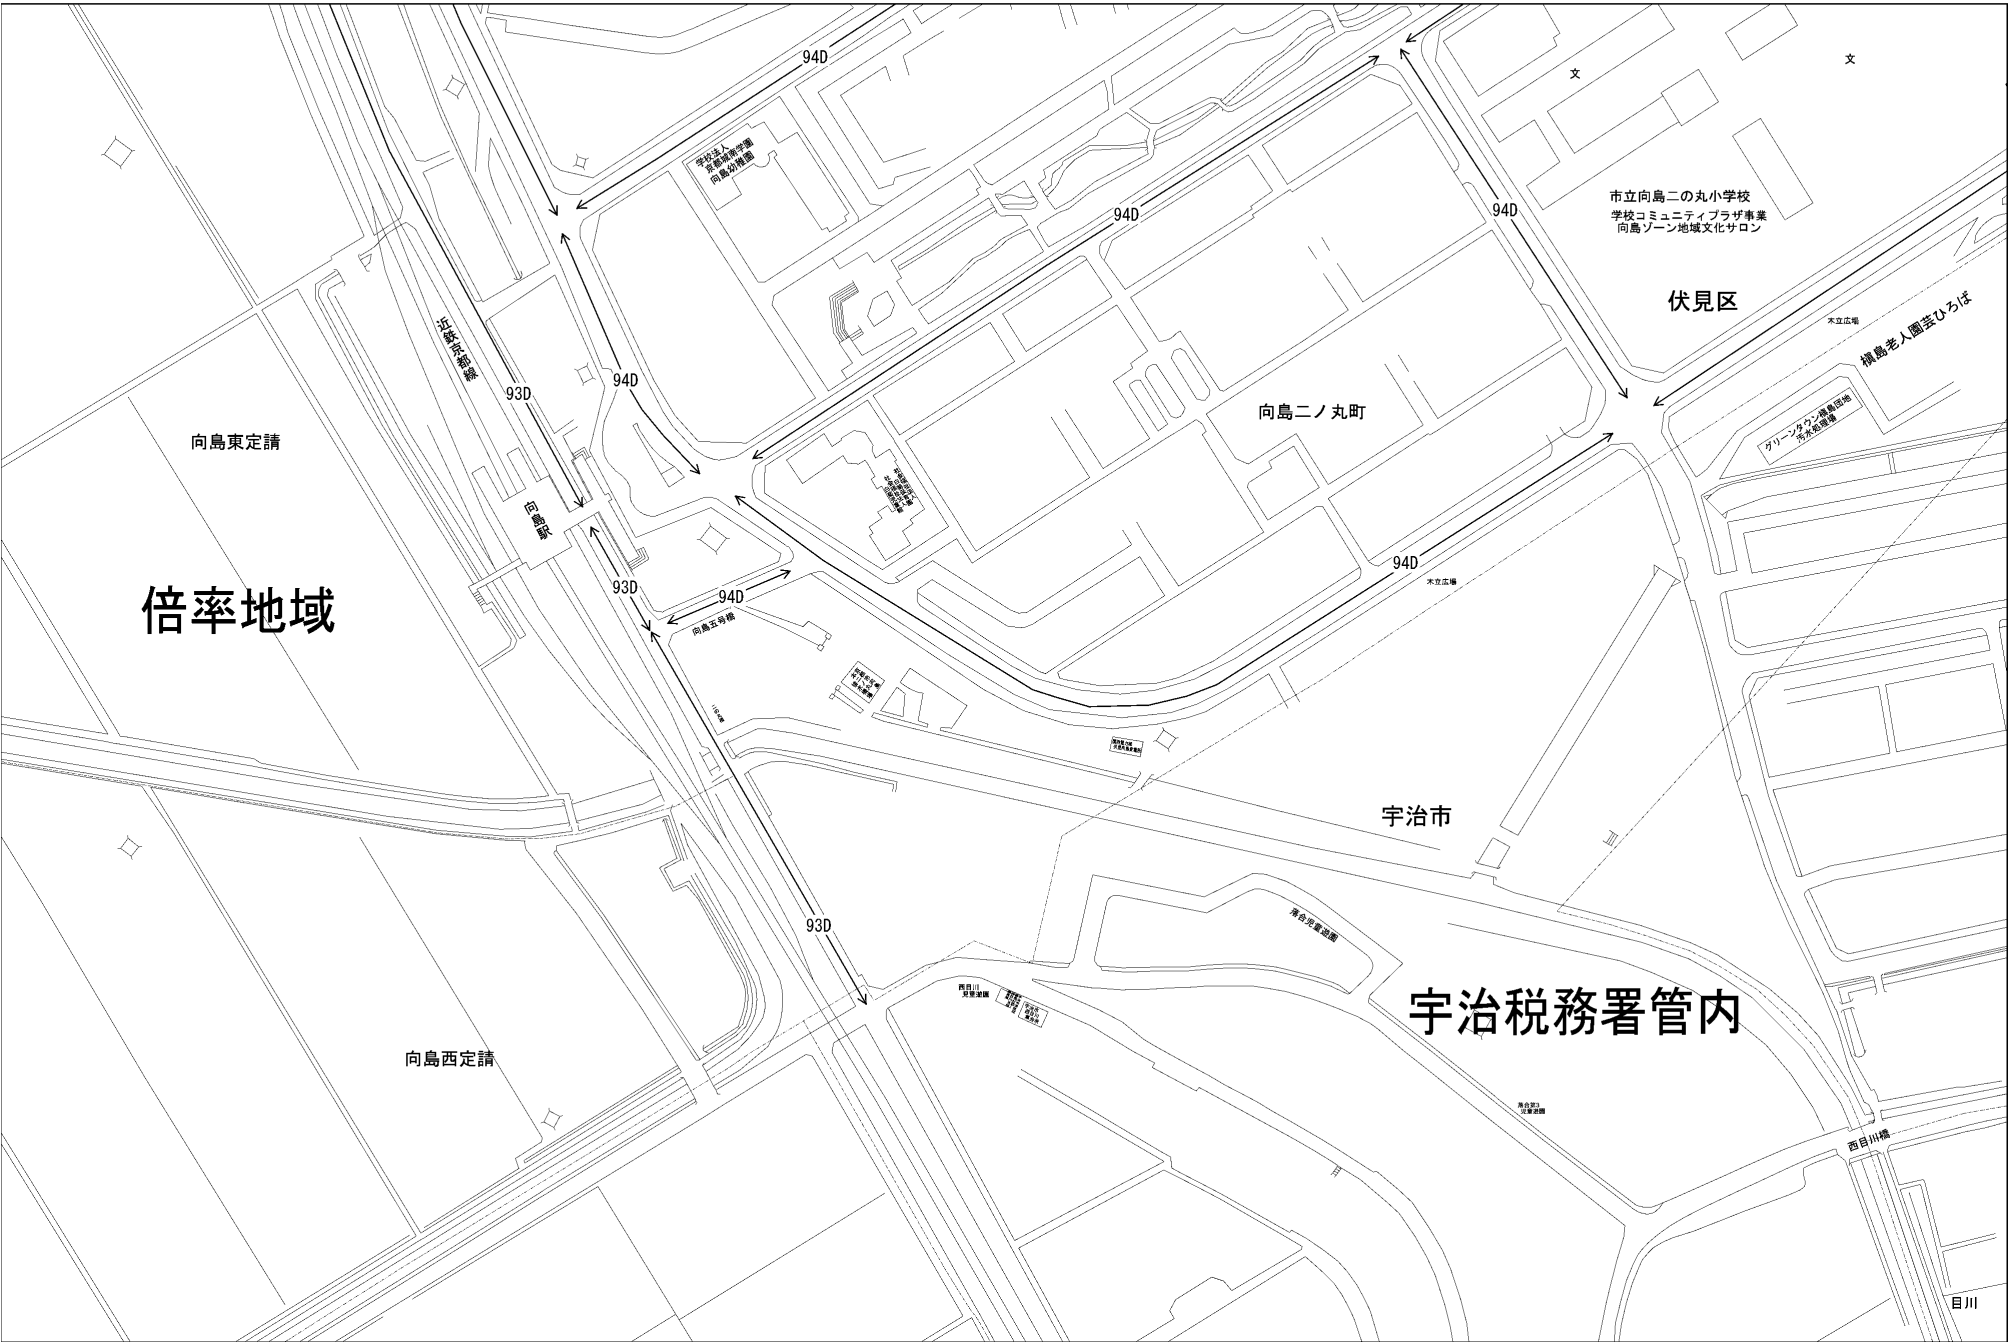 94D
文
文
学校法人
京都城南学園
向島幼稚園
市立向島二の丸小学校
学校コミュニティプラザ事業
向島ゾーン地域文化サロン
94D
94D
伏見区
木立広場
槇島老人園芸ひろば
近鉄京都線
93D
94D
向島二ノ丸町
グリーンタウン槇島団地
汚水処理場
向島東定請
向島駅
94D
木立広場
倍率地域
93D
94D
向島五号橋
宇治市
93D
落合児童遊園
西目川
児童遊園
宇治税務署管内
向島西定請
落合第3
児童遊園
西目川橋
目川